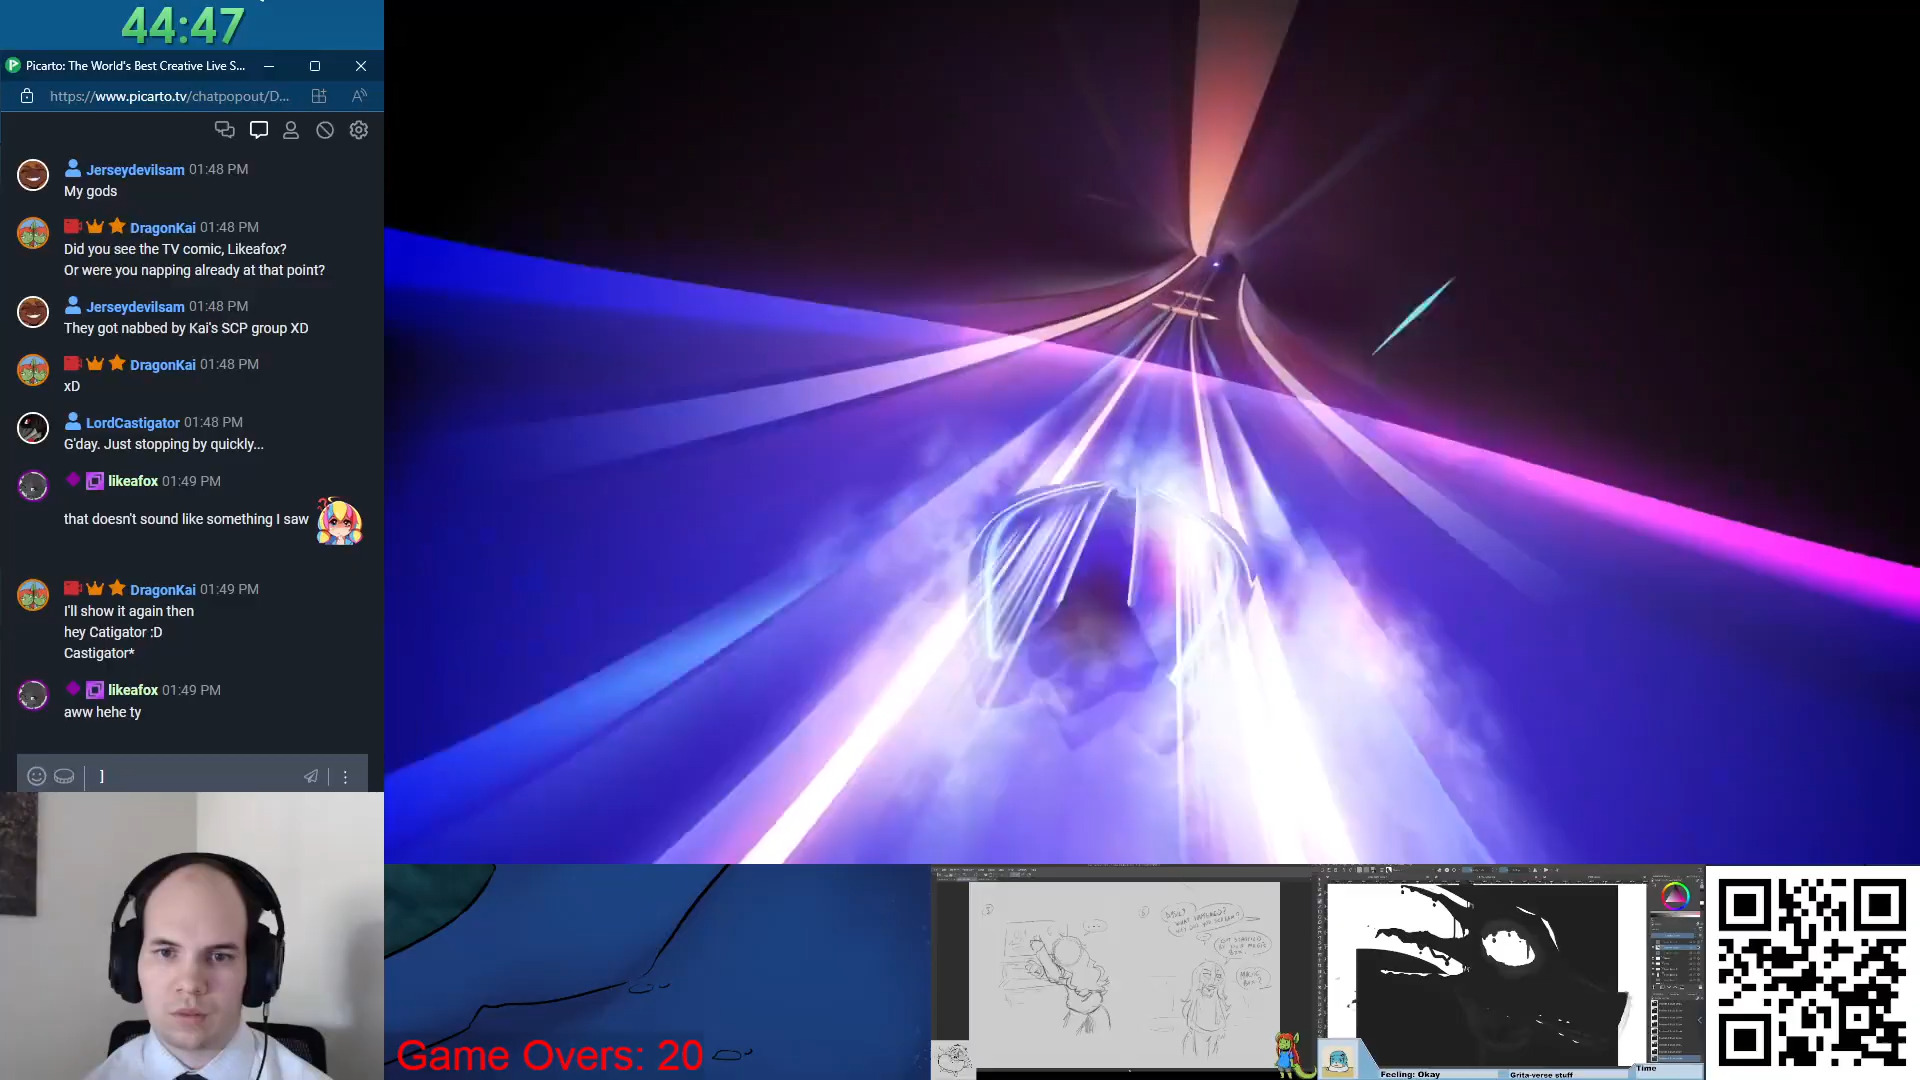 44:47
Picarto: The World's Best Creative Live S...
https://www.picarto.tv/chatpopout/D...
Jerseydevilsam 01:48 PM
My gods
DragonKai 01:48 PM
Did you see the TV comic, Likeafox?
Or were you napping already at that point?
Jerseydevilsam 01:48 PM
They got nabbed by Kai's SCP group XD
DragonKai 01:48 PM
xD
LordCastigator 01:48 PM
G'day. Just stopping by quickly...
likeafox 01:49 PM
that doesn't sound like something I saw
DragonKai 01:49 PM
I'll show it again then
hey Catigator :D
Castigator*
likeafox 01:49 PM
aww hehe ty
]
Game Overs: 20
Feeling: Okay
Grita-verse stuff
Time